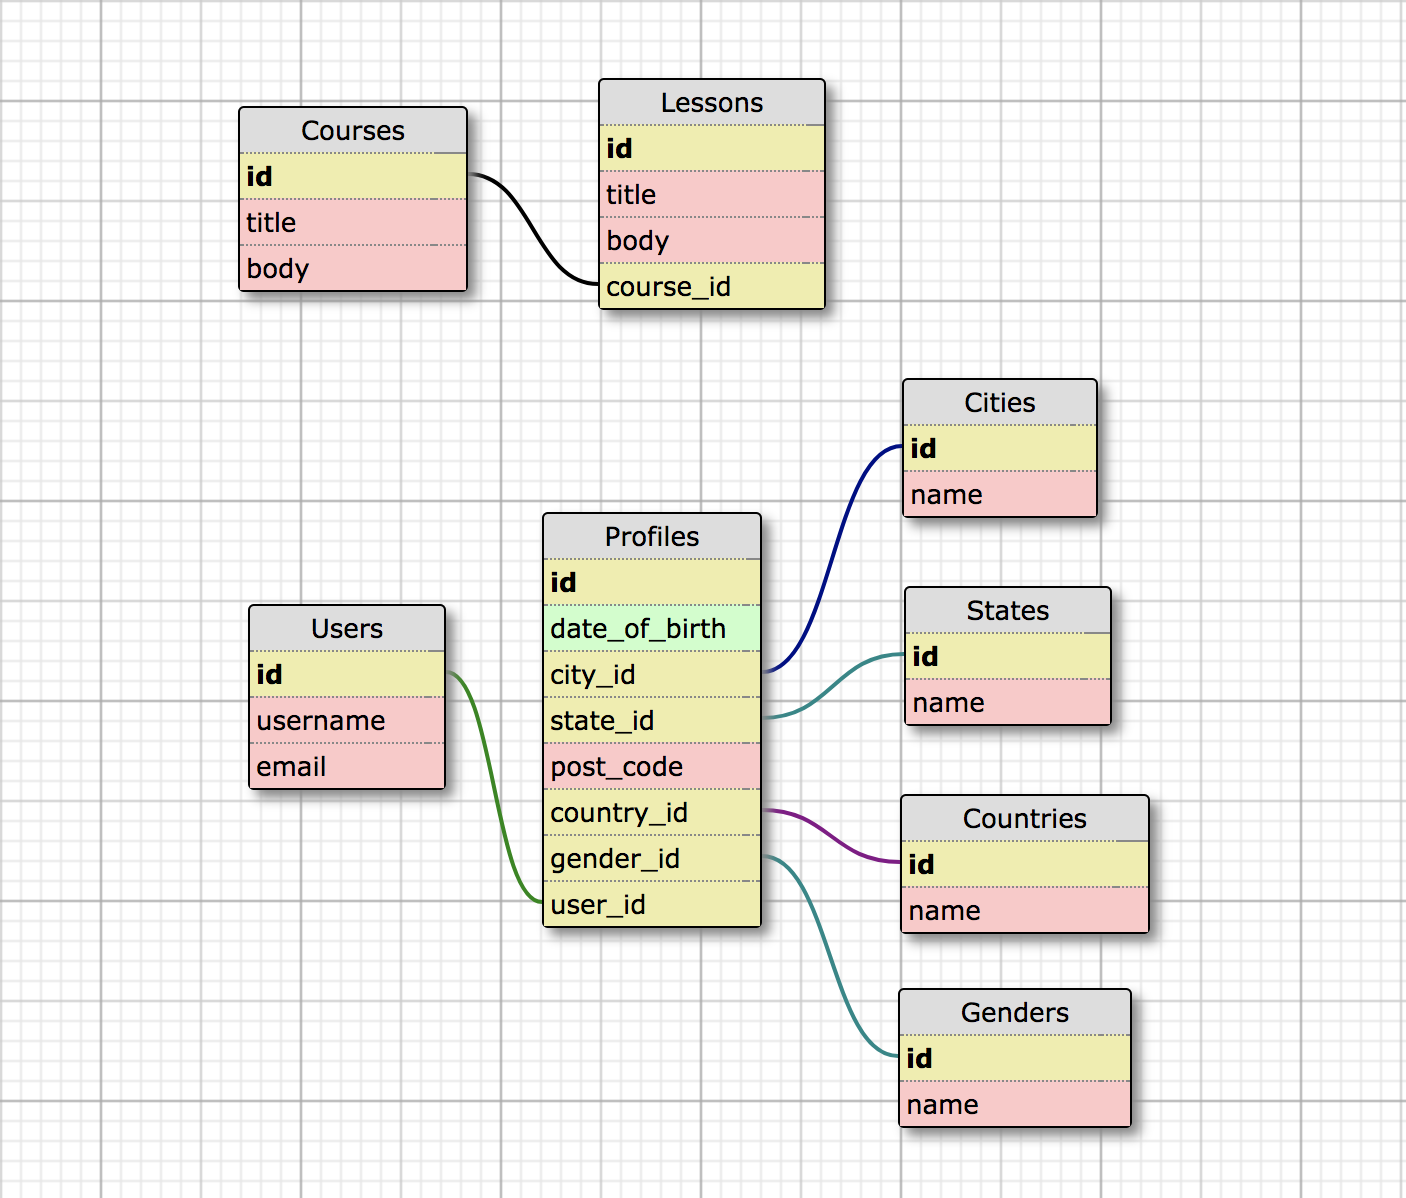 Courses
id
title
body
Lessons
id
title
body
course_id
Users
id
username
email
Profiles
id
date_of_birth
city_id
state_id
post_code
country_id
gender_id
user_id
Cities
id
name
States
id
name
Countries
id
name
Genders
id
name